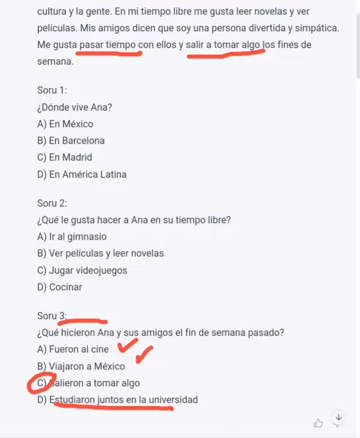 cultura y la gente. En mi tiempo libre me gusta leer novelas y ver
películas. Mis amigos dicen que soy una persona divertida y simpática.
Me gusta pasar tiempo con ellos y salir a tomar algo los fines de
semana.
Soru 1:
¿Dónde vive Ana?
A) En México
B) En Barcelona
C) En Madrid
D) En América Latina
Soru 2:
¿Qué le gusta hacer a Ana en su tiempo libre?
A) Ir al gimnasio
B) Ver películas y leer novelas
C) Jugar videojuegos
D) Cocinar
Soru 3:
¿Qué hicieron Ana y sus amigos el fin de semana pasado?
A) Fueron al cine
B) Viajaron a México
C) Salieron a tomar algo
D) Estudiaron juntos en la universidad